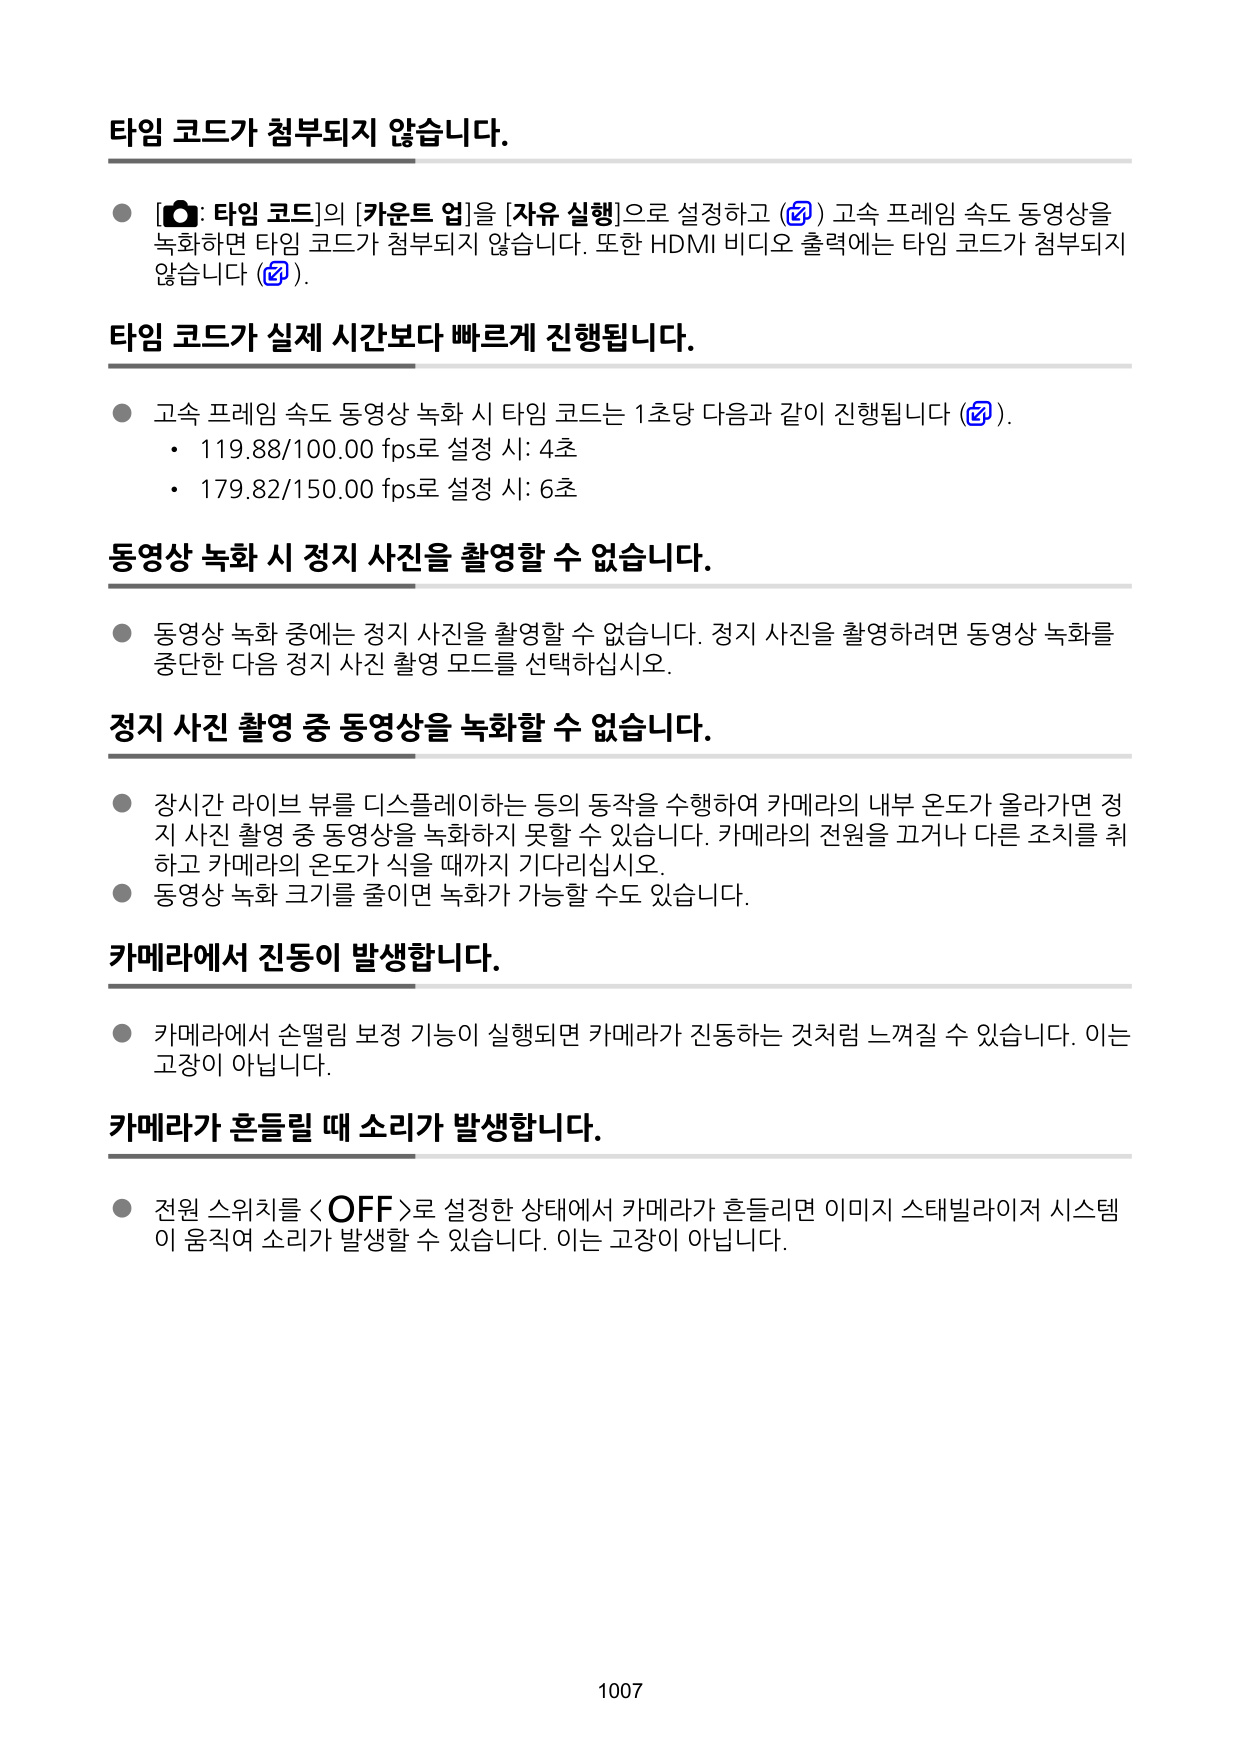 타임 코드가 첨부되지 않습니다.
● [: 타임 코드]의 [카운트 업]을 [자유 실행]으로 설정하고 () 고속 프레임 속도 동영상을
녹화하면 타임 코드가 첨부되지 않습니다. 또한 HDMI 비디오 출력에는 타임 코드가 첨부되지
않습니다 ().
타임 코드가 실제 시간보다 빠르게 진행됩니다.
● 고속 프레임 속도 동영상 녹화 시 타임 코드는 1초당 다음과 같이 진행됩니다 ().
• 119.88/100.00 fps로 설정 시: 4초
• 179.82/150.00 fps로 설정 시: 6초
동영상 녹화 시 정지 사진을 촬영할 수 없습니다.
● 동영상 녹화 중에는 정지 사진을 촬영할 수 없습니다. 정지 사진을 촬영하려면 동영상 녹화를
중단한 다음 정지 사진 촬영 모드를 선택하십시오.
정지 사진 촬영 중 동영상을 녹화할 수 없습니다.
● 장시간 라이브 뷰를 디스플레이하는 등의 동작을 수행하여 카메라의 내부 온도가 올라가면 정
지 사진 촬영 중 동영상을 녹화하지 못할 수 있습니다. 카메라의 전원을 끄거나 다른 조치를 취
하고 카메라의 온도가 식을 때까지 기다리십시오.
● 동영상 녹화 크기를 줄이면 녹화가 가능할 수도 있습니다.
카메라에서 진동이 발생합니다.
● 카메라에서 손떨림 보정 기능이 실행되면 카메라가 진동하는 것처럼 느껴질 수 있습니다. 이는
고장이 아닙니다.
카메라가 흔들릴 때 소리가 발생합니다.
● 전원 스위치를 <OFF>로 설정한 상태에서 카메라가 흔들리면 이미지 스태빌라이저 시스템
이 움직여 소리가 발생할 수 있습니다. 이는 고장이 아닙니다.
1007